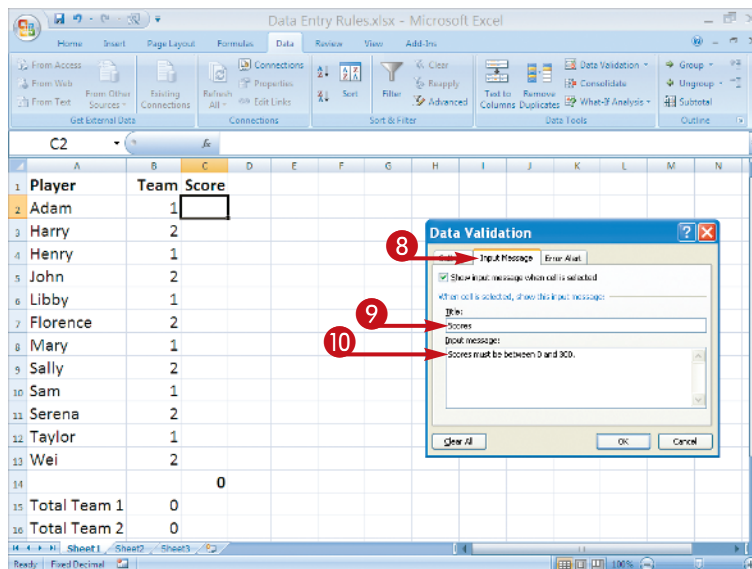 Data Entry Rules.xlsx - Microsoft Excel
Home Insert Page Layout Formulas Data Review View Add-Ins
From Access
From Web
From Text
From Other Sources
Existing Connections
Get External Data
Refresh All
Connections
Properties
Edit Links
Connections
Sort
Filter
Clear
Reapply
Advanced
Sort & Filter
Text to Columns
Remove Duplicates
Data Validation
Consolidate
What-If Analysis
Data Tools
Group
Ungroup
Subtotal
Outline
C2 fx
A B C D E F G H I J K L M N
1 Player Team Score
2 Adam 1
3 Harry 2
4 Henry 1
5 John 2
6 Libby 1
7 Florence 2
8 Mary 1
9 Sally 2
10 Sam 1
11 Serena 2
12 Taylor 1
13 Wei 2
14 0
15 Total Team 1 0
16 Total Team 2 0
Data Validation
8
Input Message Error Alert
Show input message when cell is selected
When cell is selected, show this input message:
Title:
9
Scores
Input message:
10
Scores must be between 0 and 300.
Clear All OK Cancel
Sheet1 Sheet2 Sheet3
Ready Fixed Decimal 100%